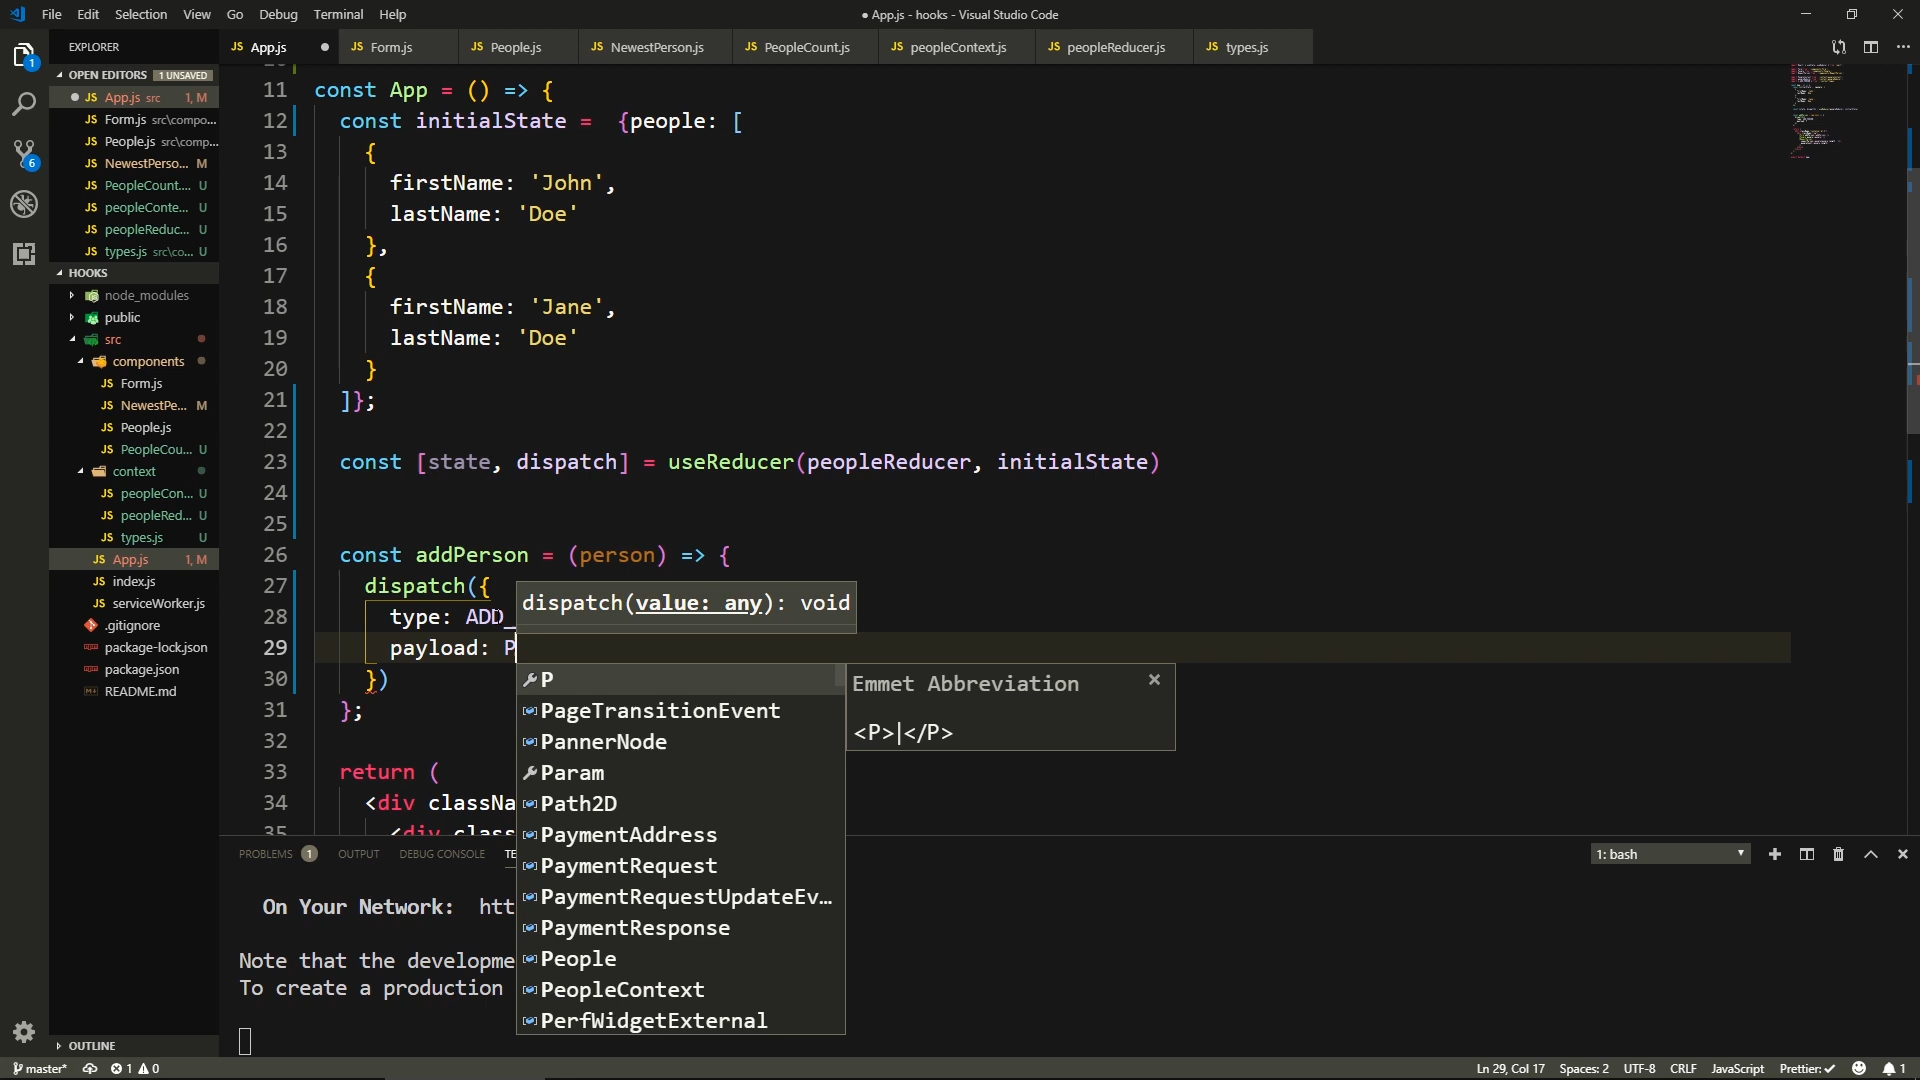 File Edit Selection View Go Debug Terminal Help
● App.js - hooks - Visual Studio Code
EXPLORER
JS App.js
JS Form.js
JS People.js
JS NewestPerson.js
JS PeopleCount.js
JS peopleContext.js
JS peopleReducer.js
JS types.js
1
6
OPEN EDITORS 1 UNSAVED
JS App.js src 1, M
JS Form.js src\compo...
JS People.js src\comp...
JS NewestPerso... M
JS PeopleCount.... U
JS peopleConte... U
JS peopleReduc... U
JS types.js src\co... U
HOOKS
node_modules
public
src
components
JS Form.js
JS NewestPe... M
JS People.js
JS PeopleCou... U
context
JS peopleCon... U
JS peopleRed... U
JS types.js U
JS App.js 1, M
JS index.js
JS serviceWorker.js
.gitignore
package-lock.json
package.json
README.md
OUTLINE
11 const App = () => {
12 const initialState =  {people: [
13 {
14 firstName: 'John',
15 lastName: 'Doe'
16 },
17 {
18 firstName: 'Jane',
19 lastName: 'Doe'
20 }
21 ]};
22
23 const [state, dispatch] = useReducer(peopleReducer, initialState)
24
25
26 const addPerson = (person) => {
27 dispatch({
dispatch(value: any): void
28 type: ADD_
29 payload: P
30 })
31 };
32
33 return (
34 <div classNa
35 <div class
P
PageTransitionEvent
PannerNode
Param
Path2D
PaymentAddress
PaymentRequest
PaymentRequestUpdateEv...
PaymentResponse
People
PeopleContext
PerfWidgetExternal
Emmet Abbreviation ×
<P>|</P>
PROBLEMS 1 OUTPUT DEBUG CONSOLE TE
1: bash
On Your Network:  htt
Note that the developme
To create a production
master* 1 0
Ln 29, Col 17 Spaces: 2 UTF-8 CRLF JavaScript Prettier: ✓ 1